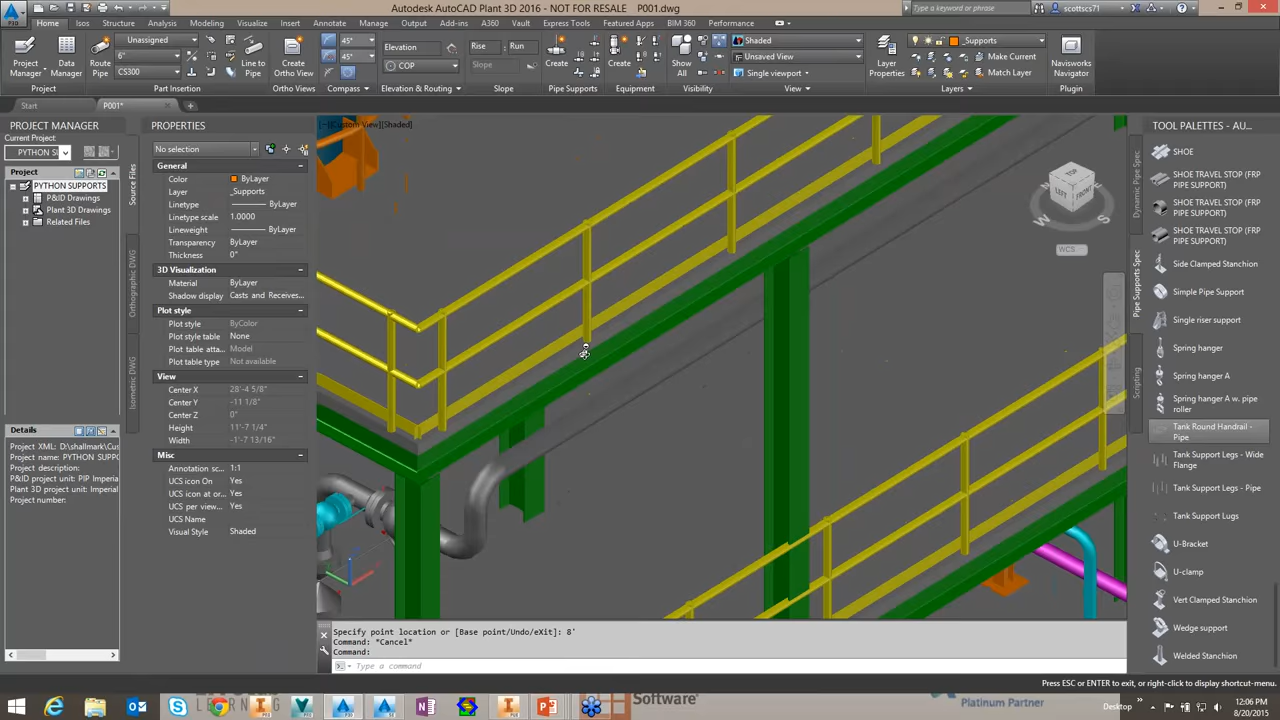 Autodesk AutoCAD Plant 3D 2016 - NOT FOR RESALE P001.dwg
Type a keyword or phrase
scottscs71
Home
Structure
Analysis
Modeling
Visualize
Insert
Annotate
Manage
Output
Add-ins
A360
Vault
Express Tools
Featured Apps
BIM 360
Performance
Project Manager
Data Manager
Route Pipe
Unassigned
6"
CS300
Line to Pipe
Create Ortho View
45°
45°
Elevation
COP
Rise
Run
Slope
Create
Create
Show All
Shaded
Unsaved View
Single viewport
Layer Properties
_Supports
Make Current
Match Layer
Navisworks Navigator
Project
Part Insertion
Ortho Views
Compass
Elevation & Routing
Slope
Pipe Supports
Equipment
Visibility
View
Layers
Plugin
Start
P001*
PROJECT MANAGER
Current Project:
PYTHON SU
Project
PYTHON SUPPORTS
P&ID Drawings
Plant 3D Drawings
Related Files
Source Files
Orthographic DWG
Isometric DWG
Details
Project XML: D:\shallmark\Cus
Project name: PYTHON SUPPO
Project description:
P&ID project unit: PIP Imperia
Plant 3D project unit: Imperial
Project number:
PROPERTIES
No selection
General
Color ByLayer
Layer _Supports
Linetype ByLayer
Linetype scale 1.0000
Lineweight ByLayer
Transparency ByLayer
Thickness 0"
3D Visualization
Material ByLayer
Shadow display Casts and Receives...
Plot style
Plot style ByColor
Plot style table None
Plot table atta... Model
Plot table type Not available
View
Center X 28'-4 5/8"
Center Y -11 1/8"
Center Z 0"
Height 11'-7 1/4"
Width -1'-7 13/16"
Misc
Annotation sc... 1:1
UCS icon On Yes
UCS icon at or... Yes
UCS per view... Yes
UCS Name
Visual Style Shaded
[−][Custom View][Shaded]
TOP
LEFT
FRONT
W
S
WCS
Specify point location or [Base point/Undo/eXit]: 8'
Command: *Cancel*
Command:
Type a command
TOOL PALETTES - AU...
Dynamic Pipe Spec
Pipe Supports Spec
Scripting
SHOE
SHOE TRAVEL STOP (FRP PIPE SUPPORT)
SHOE TRAVEL STOP (FRP PIPE SUPPORT)
SHOE TRAVEL STOP (FRP PIPE SUPPORT)
Side Clamped Stanchion
Simple Pipe Support
Single riser support
Spring hanger
Spring hanger A
Spring hanger A w. pipe roller
Tank Round Handrail - Pipe
Tank Support Legs - Wide Flange
Tank Support Legs - Pipe
Tank Support Lugs
U-Bracket
U-clamp
Vert Clamped Stanchion
Wedge support
Welded Stanchion
Press ESC or ENTER to exit, or right-click to display shortcut-menu.
LEARNING
Software
Platinum Partner
Desktop
12:06 PM
8/20/2015